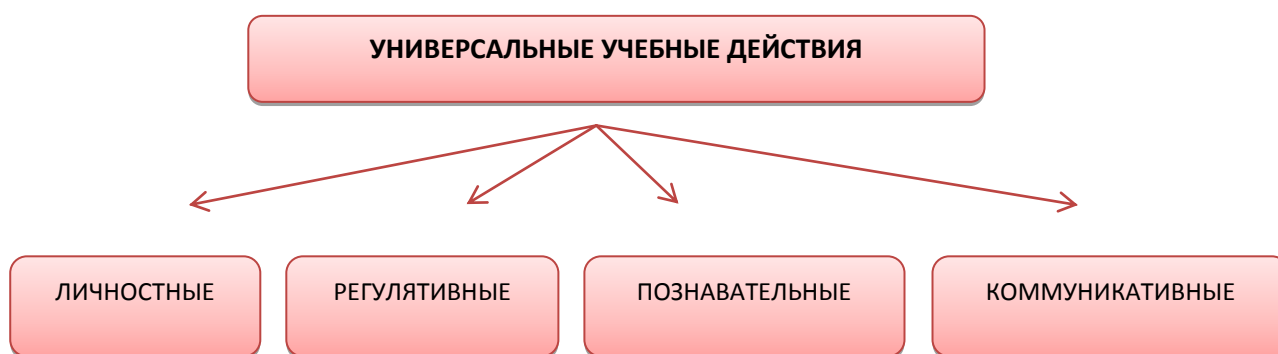 УНИВЕРСАЛЬНЫЕ УЧЕБНЫЕ ДЕЙСТВИЯ
ЛИЧНОСТНЫЕ
РЕГУЛЯТИВНЫЕ
ПОЗНАВАТЕЛЬНЫЕ
КОММУНИКАТИВНЫЕ